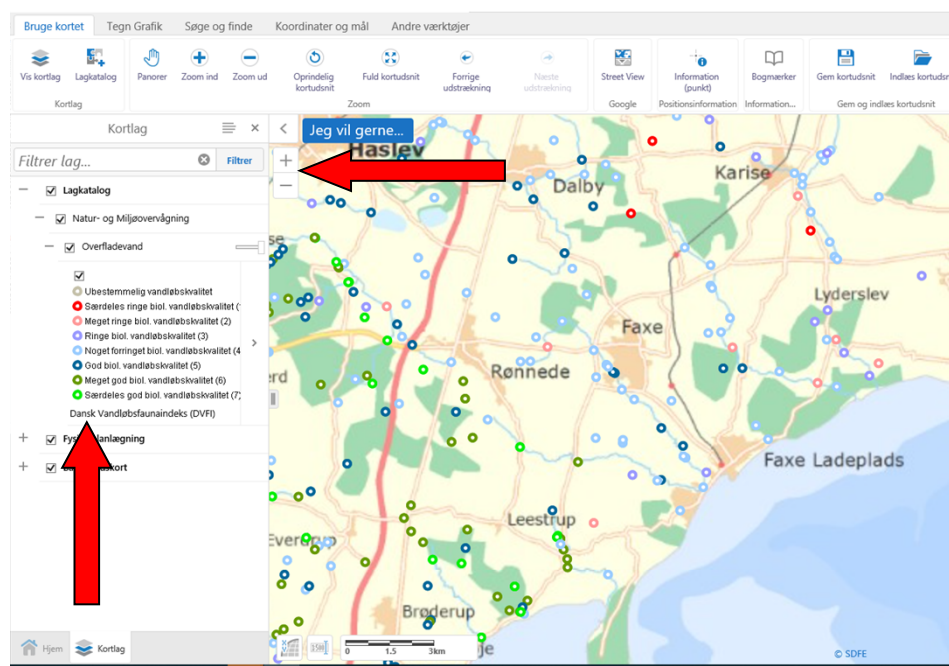 Bruge kortet Tegn Grafik Søge og finde Koordinater og mål Andre værktøjer
Vis kortlag Lagkatalog Panorer Zoom ind Zoom ud Oprindelig kortudsnit Fuld kortudsnit Forrige udstrækning Næste udstrækning Street View Information (punkt) Bogmærker Gem kortudsnit Indlæs kortudsn
Kortlag Zoom Google Positionsinformation Information... Gem og indlæs kortudsnit
Kortlag
Jeg vil gerne...
Filtrer lag... Filtrer
Lagkatalog
Natur- og Miljøovervågning
Overfladevand
Ubestemmelig vandløbskvalitet
Særdeles ringe biol. vandløbskvalitet (
Meget ringe biol. vandløbskvalitet (2)
Ringe biol. vandløbskvalitet (3)
Noget forringet biol. vandløbskvalitet (4
God biol. vandløbskvalitet (5)
Meget god biol. vandløbskvalitet (6)
Særdeles god biol. vandløbskvalitet (7)
Dansk Vandløbsfaunaindeks (DVFI)
Haslev
Dalby
Karise
Lyderslev
Faxe
Rønnede
Faxe Ladeplads
Leestrup
Everdrup
Brøderup
Hjem Kortlag
0 1.5 3km
© SDFE